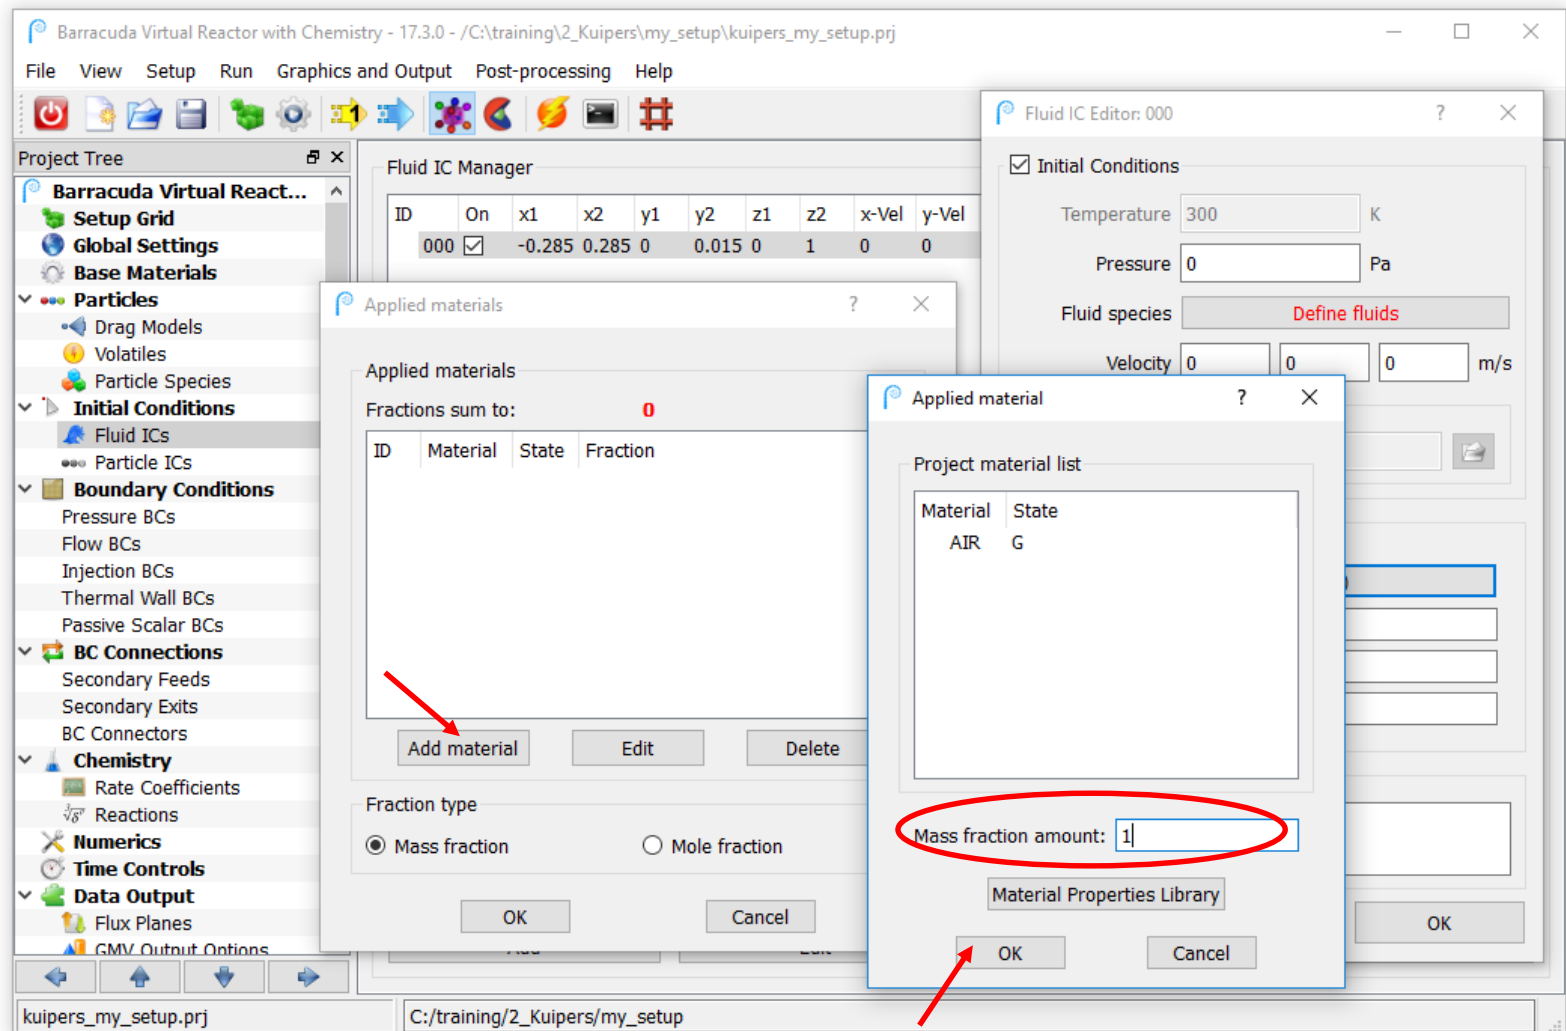 Barracuda Virtual Reactor with Chemistry - 17.3.0 - /C:\training\2_Kuipers\my_setup\kuipers_my_setup.prj
File View Setup Run Graphics and Output Post-processing Help
Project Tree
Barracuda Virtual React...
Setup Grid
Global Settings
Base Materials
Particles
Drag Models
Volatiles
Particle Species
Initial Conditions
Fluid ICs
Particle ICs
Boundary Conditions
Pressure BCs
Flow BCs
Injection BCs
Thermal Wall BCs
Passive Scalar BCs
BC Connections
Secondary Feeds
Secondary Exits
BC Connectors
Chemistry
Rate Coefficients
Reactions
Numerics
Time Controls
Data Output
Flux Planes
GMV Output Options
Fluid IC Manager
ID On x1 x2 y1 y2 z1 z2 x-Vel y-Vel
000 -0.285 0.285 0 0.015 0 1 0 0
Add Edit
Fluid IC Editor: 000 ?
Initial Conditions
Temperature 300 K
Pressure 0 Pa
Fluid species Define fluids
Velocity 0 0 0 m/s
OK
Applied materials ?
Applied materials
Fractions sum to: 0
ID Material State Fraction
Add material Edit Delete
Fraction type
Mass fraction Mole fraction
OK Cancel
Applied material ?
Project material list
Material State
AIR G
Mass fraction amount: 1
Material Properties Library
OK Cancel
kuipers_my_setup.prj C:/training/2_Kuipers/my_setup